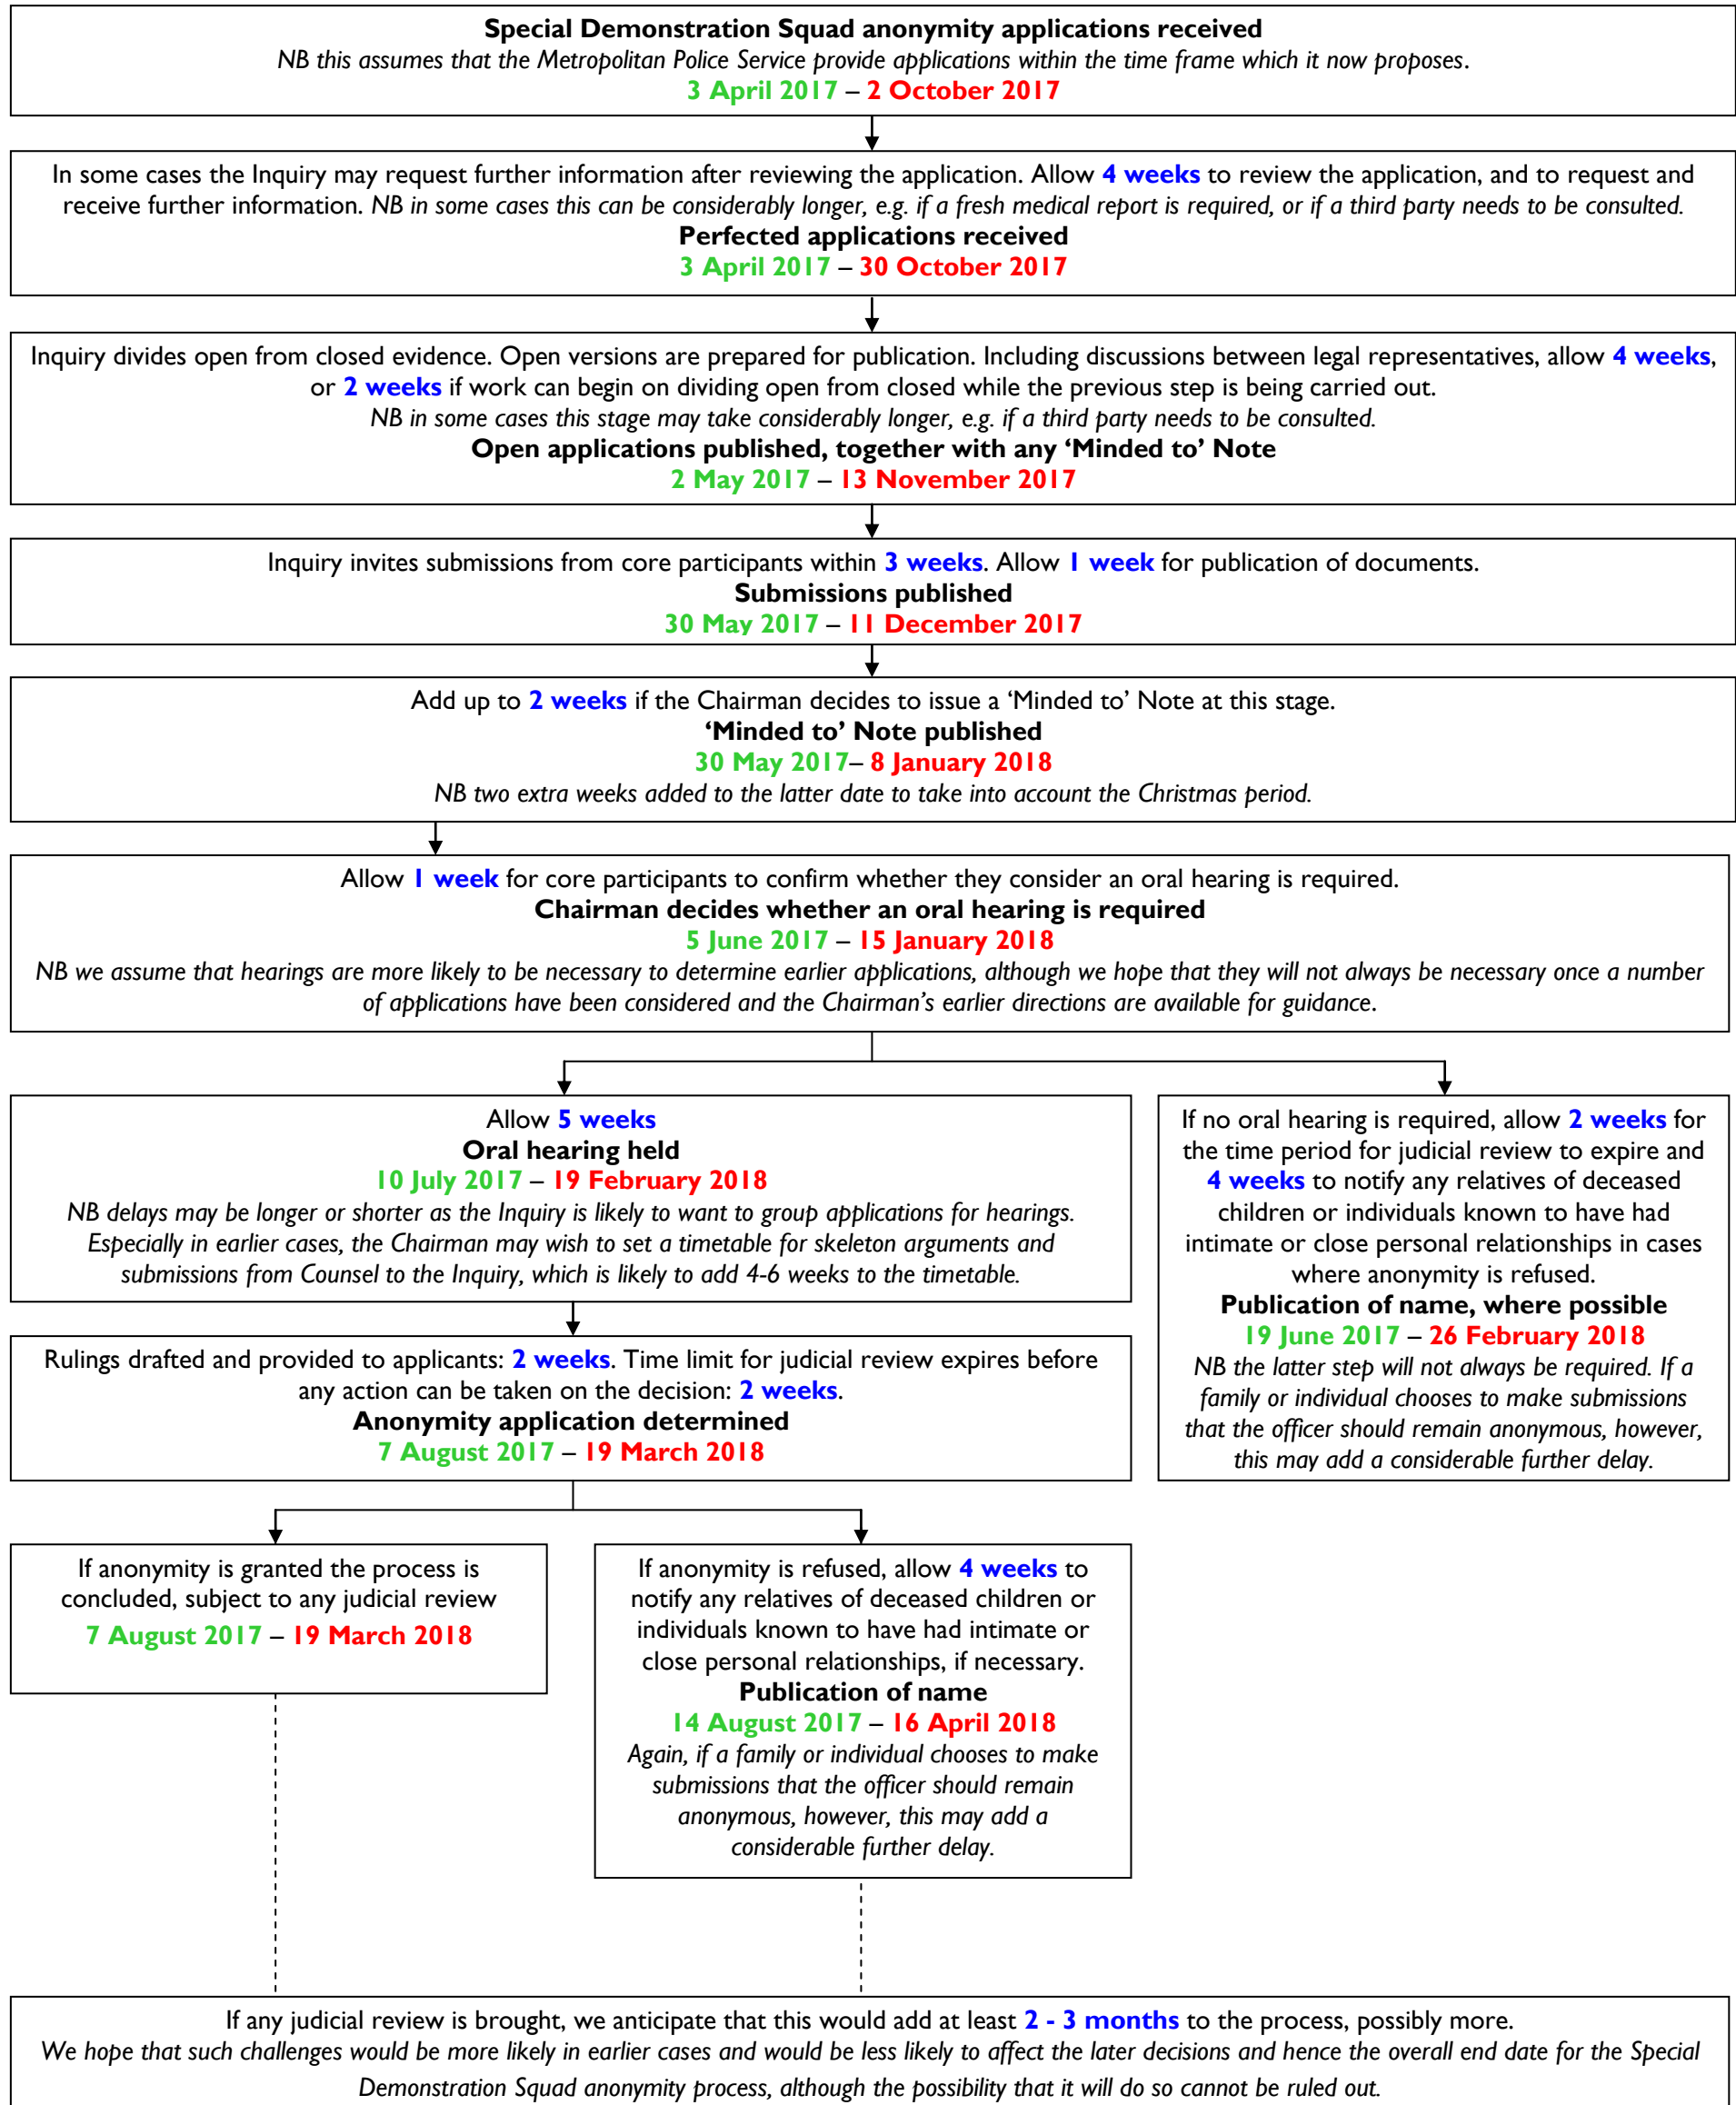 Special Demonstration Squad anonymity applications received
NB this assumes that the Metropolitan Police Service provide applications within the time frame which it now proposes.
3 April 2017 – 2 October 2017
In some cases the Inquiry may request further information after reviewing the application. Allow 4 weeks to review the application, and to request and
receive further information. NB in some cases this can be considerably longer, e.g. if a fresh medical report is required, or if a third party needs to be consulted.
Perfected applications received
3 April 2017 – 30 October 2017
Inquiry divides open from closed evidence. Open versions are prepared for publication. Including discussions between legal representatives, allow 4 weeks,
or 2 weeks if work can begin on dividing open from closed while the previous step is being carried out.
NB in some cases this stage may take considerably longer, e.g. if a third party needs to be consulted.
Open applications published, together with any ‘Minded to’ Note
2 May 2017 – 13 November 2017
Inquiry invites submissions from core participants within 3 weeks. Allow 1 week for publication of documents.
Submissions published
30 May 2017 – 11 December 2017
Add up to 2 weeks if the Chairman decides to issue a ‘Minded to’ Note at this stage.
‘Minded to’ Note published
30 May 2017– 8 January 2018
NB two extra weeks added to the latter date to take into account the Christmas period.
Allow 1 week for core participants to confirm whether they consider an oral hearing is required.
Chairman decides whether an oral hearing is required
5 June 2017 – 15 January 2018
NB we assume that hearings are more likely to be necessary to determine earlier applications, although we hope that they will not always be necessary once a number
of applications have been considered and the Chairman’s earlier directions are available for guidance.
Allow 5 weeks
Oral hearing held
10 July 2017 – 19 February 2018
NB delays may be longer or shorter as the Inquiry is likely to want to group applications for hearings.
Especially in earlier cases, the Chairman may wish to set a timetable for skeleton arguments and
submissions from Counsel to the Inquiry, which is likely to add 4-6 weeks to the timetable.
If no oral hearing is required, allow 2 weeks for
the time period for judicial review to expire and
4 weeks to notify any relatives of deceased
children or individuals known to have had
intimate or close personal relationships in cases
where anonymity is refused.
Publication of name, where possible
19 June 2017 – 26 February 2018
NB the latter step will not always be required. If a
family or individual chooses to make submissions
that the officer should remain anonymous, however,
this may add a considerable further delay.
Rulings drafted and provided to applicants: 2 weeks. Time limit for judicial review expires before
any action can be taken on the decision: 2 weeks.
Anonymity application determined
7 August 2017 – 19 March 2018
If anonymity is granted the process is
concluded, subject to any judicial review
7 August 2017 – 19 March 2018
If anonymity is refused, allow 4 weeks to
notify any relatives of deceased children or
individuals known to have had intimate or
close personal relationships, if necessary.
Publication of name
14 August 2017 – 16 April 2018
Again, if a family or individual chooses to make
submissions that the officer should remain
anonymous, however, this may add a
considerable further delay.
If any judicial review is brought, we anticipate that this would add at least 2 - 3 months to the process, possibly more.
We hope that such challenges would be more likely in earlier cases and would be less likely to affect the later decisions and hence the overall end date for the Special
Demonstration Squad anonymity process, although the possibility that it will do so cannot be ruled out.